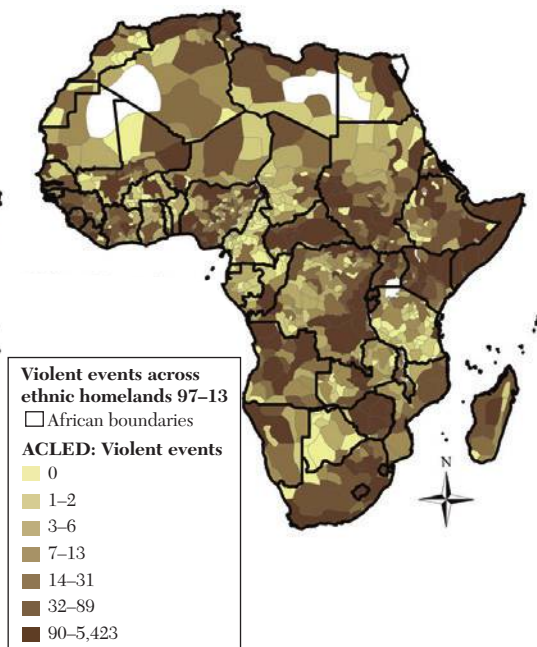 N
Violent events across
ethnic homelands 97–13
African boundaries
ACLED: Violent events
0
1–2
3–6
7–13
14–31
32–89
90–5,423